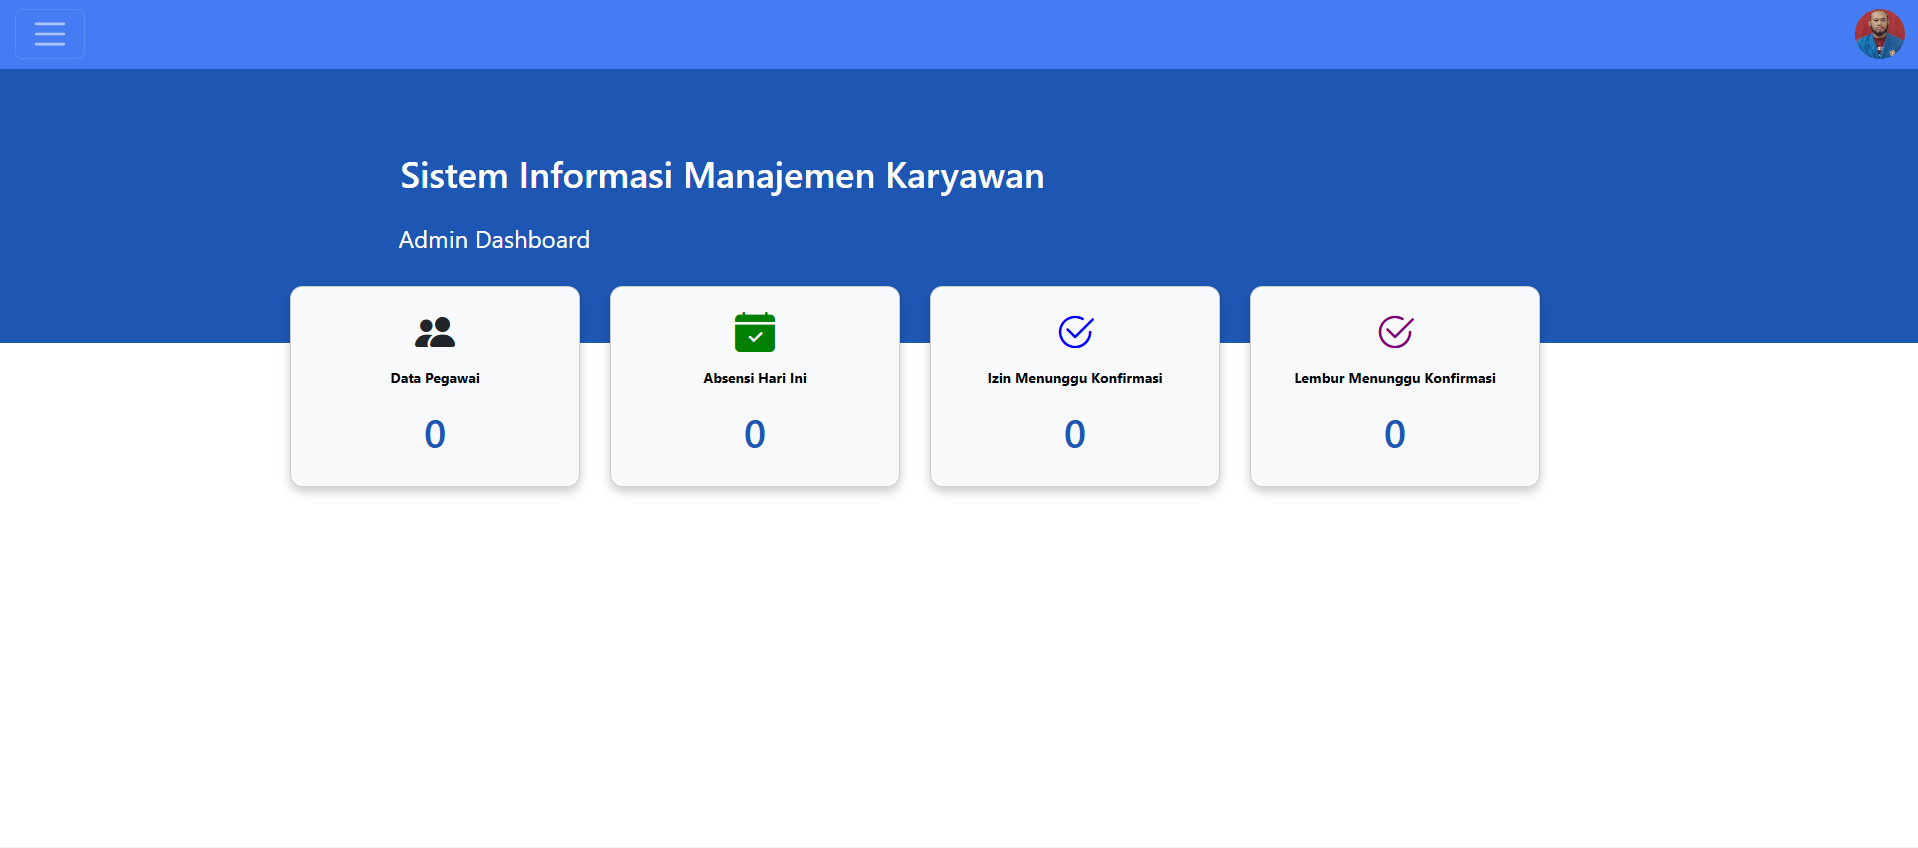 Sistem Informasi Manajemen Karyawan
Admin Dashboard
Data Pegawai
Absensi Hari Ini
Izin Menunggu Konfirmasi
Lembur Menunggu Konfirmasi
0
0
0
0